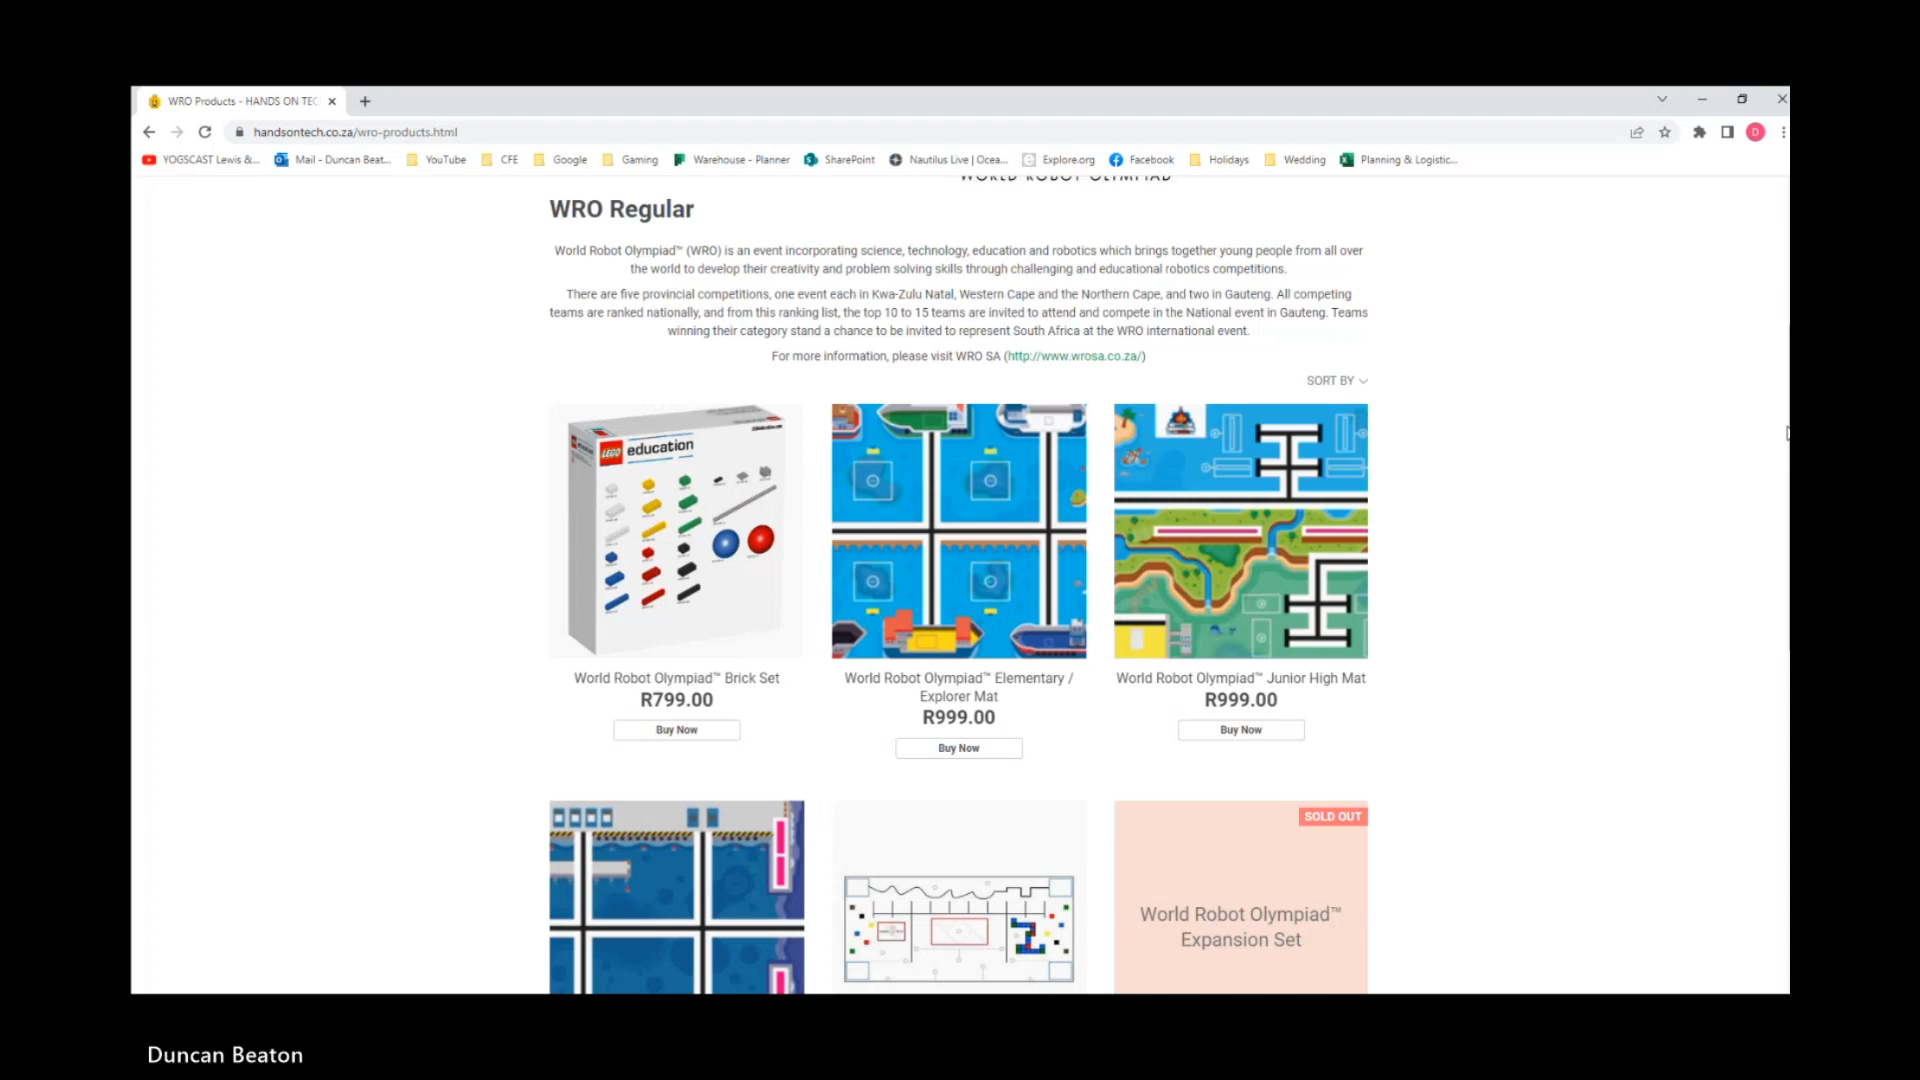 WRO Products - HANDS ON TEC
handsontech.co.za/wro-products.html
D
YOGSCAST Lewis &...
Mail - Duncan Beat...
YouTube
CFE
Google
Gaming
Warehouse - Planner
SharePoint
Nautilus Live | Ocea...
Explore.org
Facebook
Holidays
Wedding
Planning & Logistic...
WORLD ROBOT OLYMPIAD
WRO Regular
World Robot Olympiad™ (WRO) is an event incorporating science, technology, education and robotics which brings together young people from all over
the world to develop their creativity and problem solving skills through challenging and educational robotics competitions.
There are five provincial competitions, one event each in Kwa-Zulu Natal, Western Cape and the Northern Cape, and two in Gauteng. All competing
teams are ranked nationally, and from this ranking list, the top 10 to 15 teams are invited to attend and compete in the National event in Gauteng. Teams
winning their category stand a chance to be invited to represent South Africa at the WRO international event.
For more information, please visit WRO SA (http://www.wrosa.co.za/)
SORT BY
LEGO education
World Robot Olympiad™ Brick Set
R799.00
Buy Now
World Robot Olympiad™ Elementary /
Explorer Mat
R999.00
Buy Now
World Robot Olympiad™ Junior High Mat
R999.00
Buy Now
SOLD OUT
World Robot Olympiad™
Expansion Set
Duncan Beaton